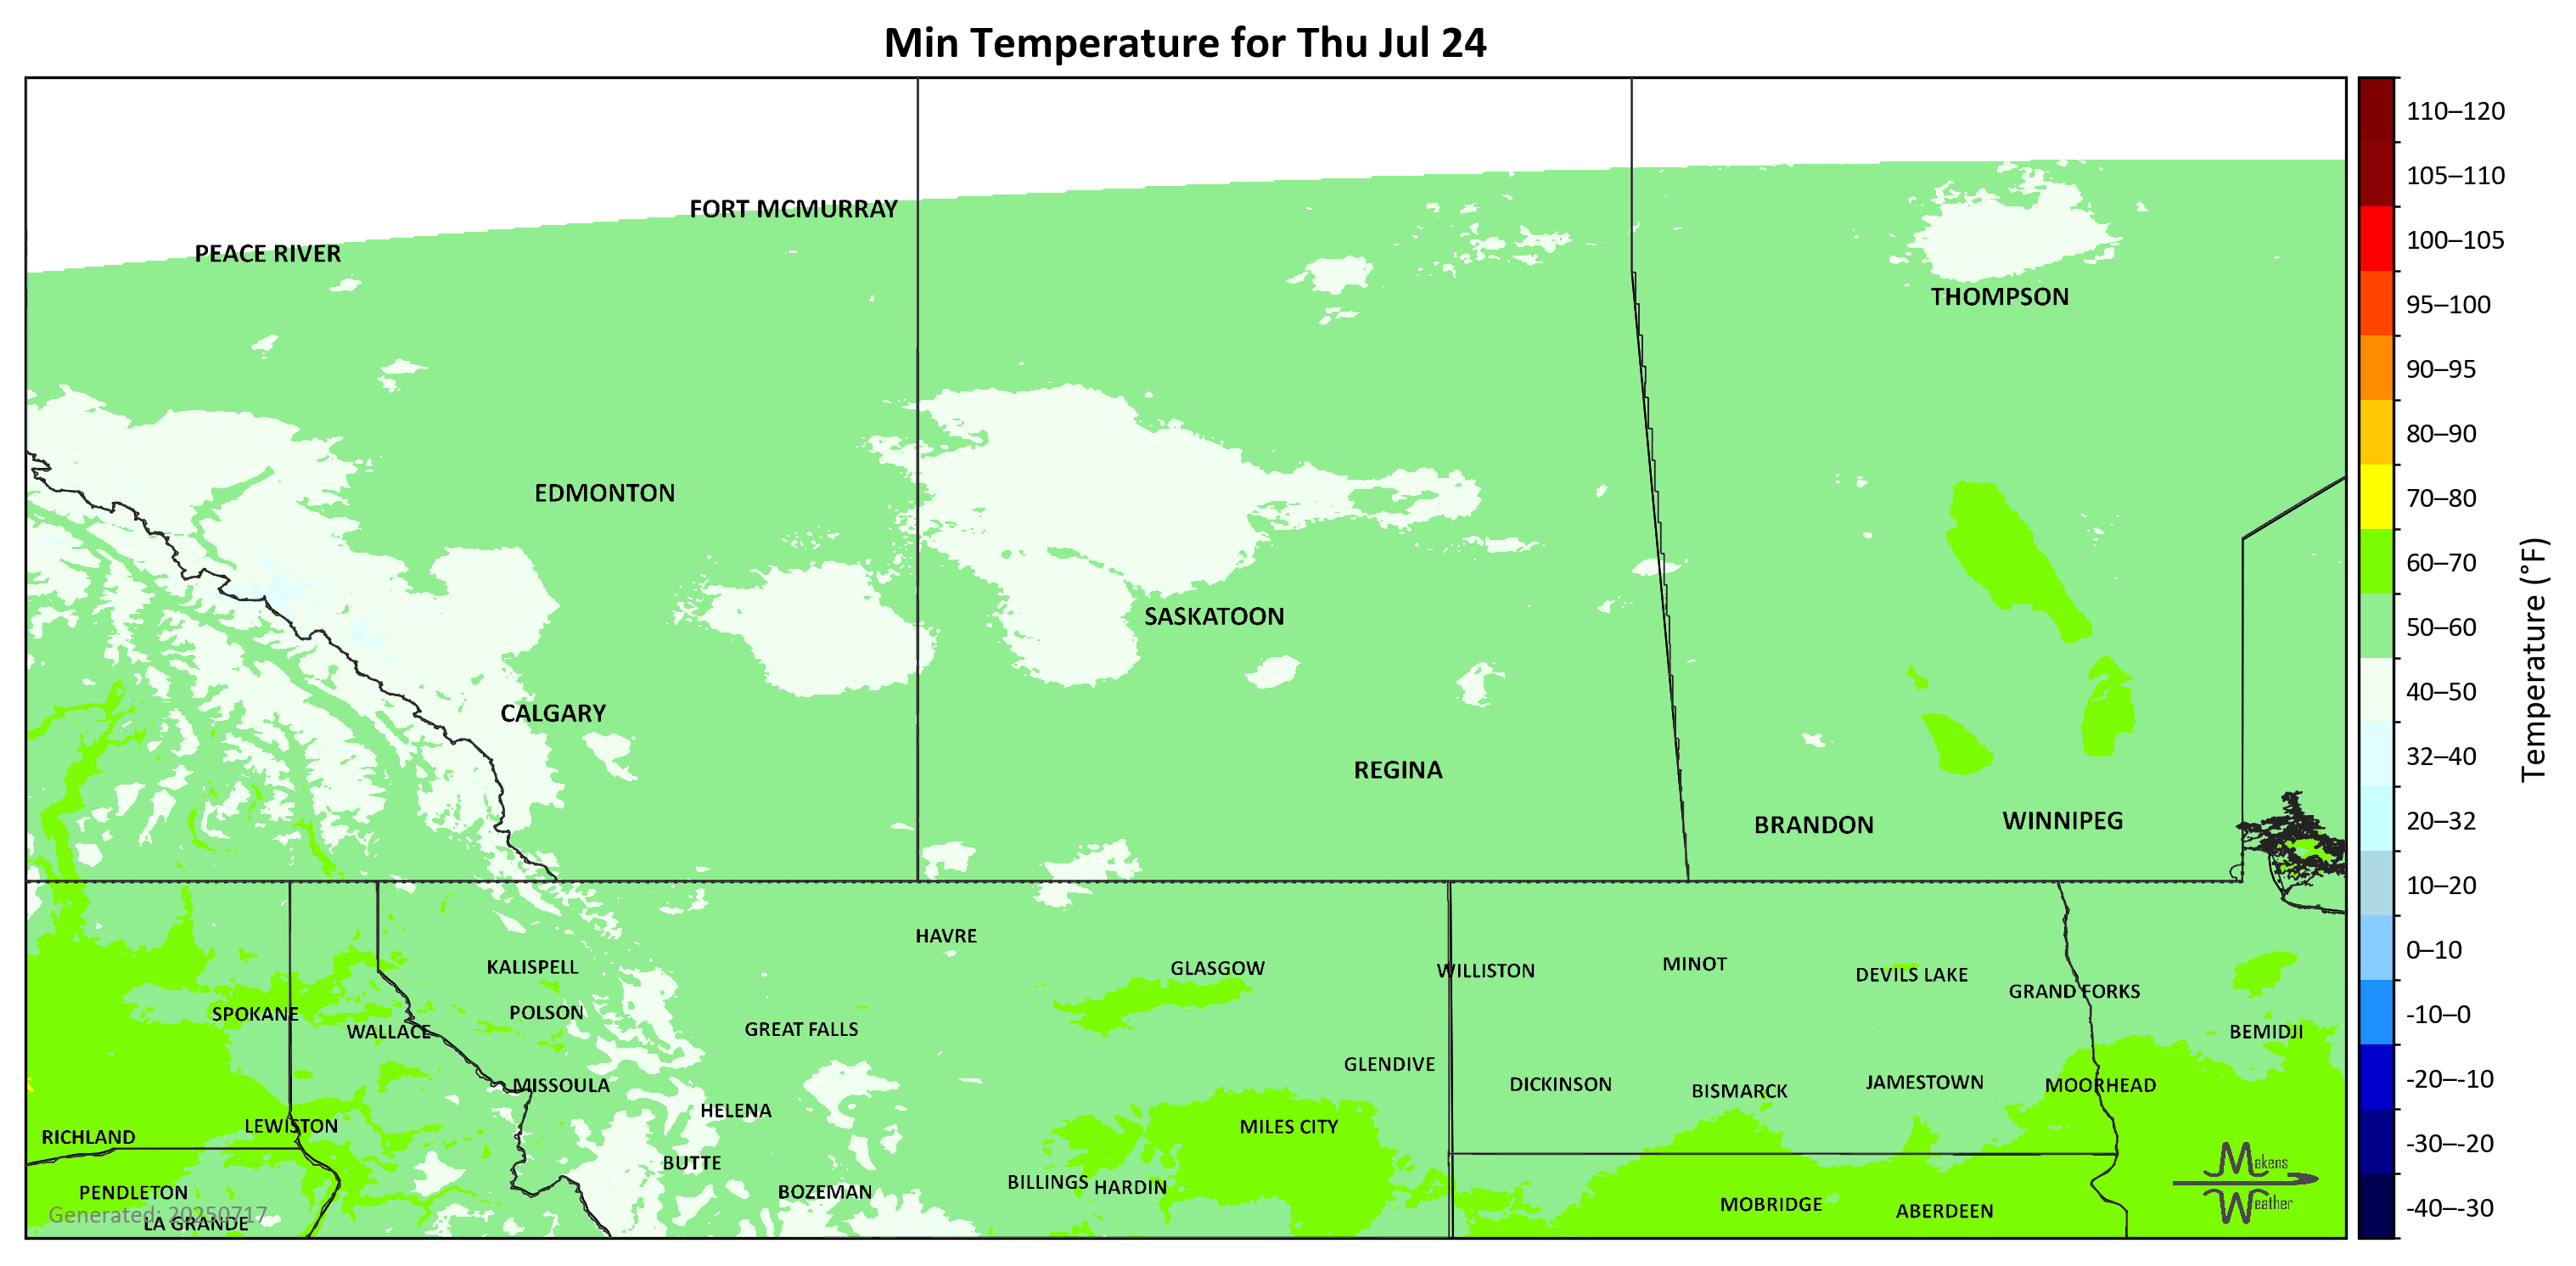 Min Temperature for Thu Jul 24
110–120
105–110
100–105
95–100
90–95
80–90
70–80
60–70
50–60
40–50
32–40
20–32
10–20
0–10
-10–0
-20–-10
-30–-20
-40–-30
Temperature (°F)
FORT MCMURRAY
PEACE RIVER
THOMPSON
EDMONTON
SASKATOON
CALGARY
REGINA
BRANDON
WINNIPEG
HAVRE
KALISPELL
GLASGOW
WILLISTON
MINOT
DEVILS LAKE
GRAND FORKS
SPOKANE
POLSON
WALLACE
GREAT FALLS
BEMIDJI
GLENDIVE
MISSOULA
DICKINSON
BISMARCK
JAMESTOWN
MOORHEAD
HELENA
LEWISTON
MILES CITY
RICHLAND
BUTTE
PENDLETON
BOZEMAN
BILLINGS
HARDIN
MOBRIDGE
ABERDEEN
Generated: 20250717
LA GRANDE
Makens
Weather